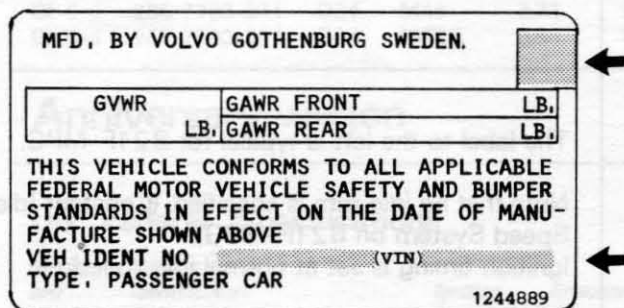 MFD. BY VOLVO GOTHENBURG SWEDEN.
GVWR
LB.
GAWR FRONT LB.
GAWR REAR LB.
THIS VEHICLE CONFORMS TO ALL APPLICABLE
FEDERAL MOTOR VEHICLE SAFETY AND BUMPER
STANDARDS IN EFFECT ON THE DATE OF MANU-
FACTURE SHOWN ABOVE
VEH IDENT NO (VIN)
TYPE. PASSENGER CAR
1244889